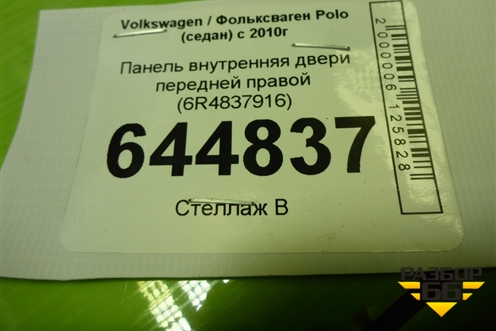 Volkswagen / Фольксваген Polo
(седан) с 2010г
Панель внутренняя двери
передней правой
(6R4837916)
644837
Стеллаж В
2000006125828
РАЗБОР
66